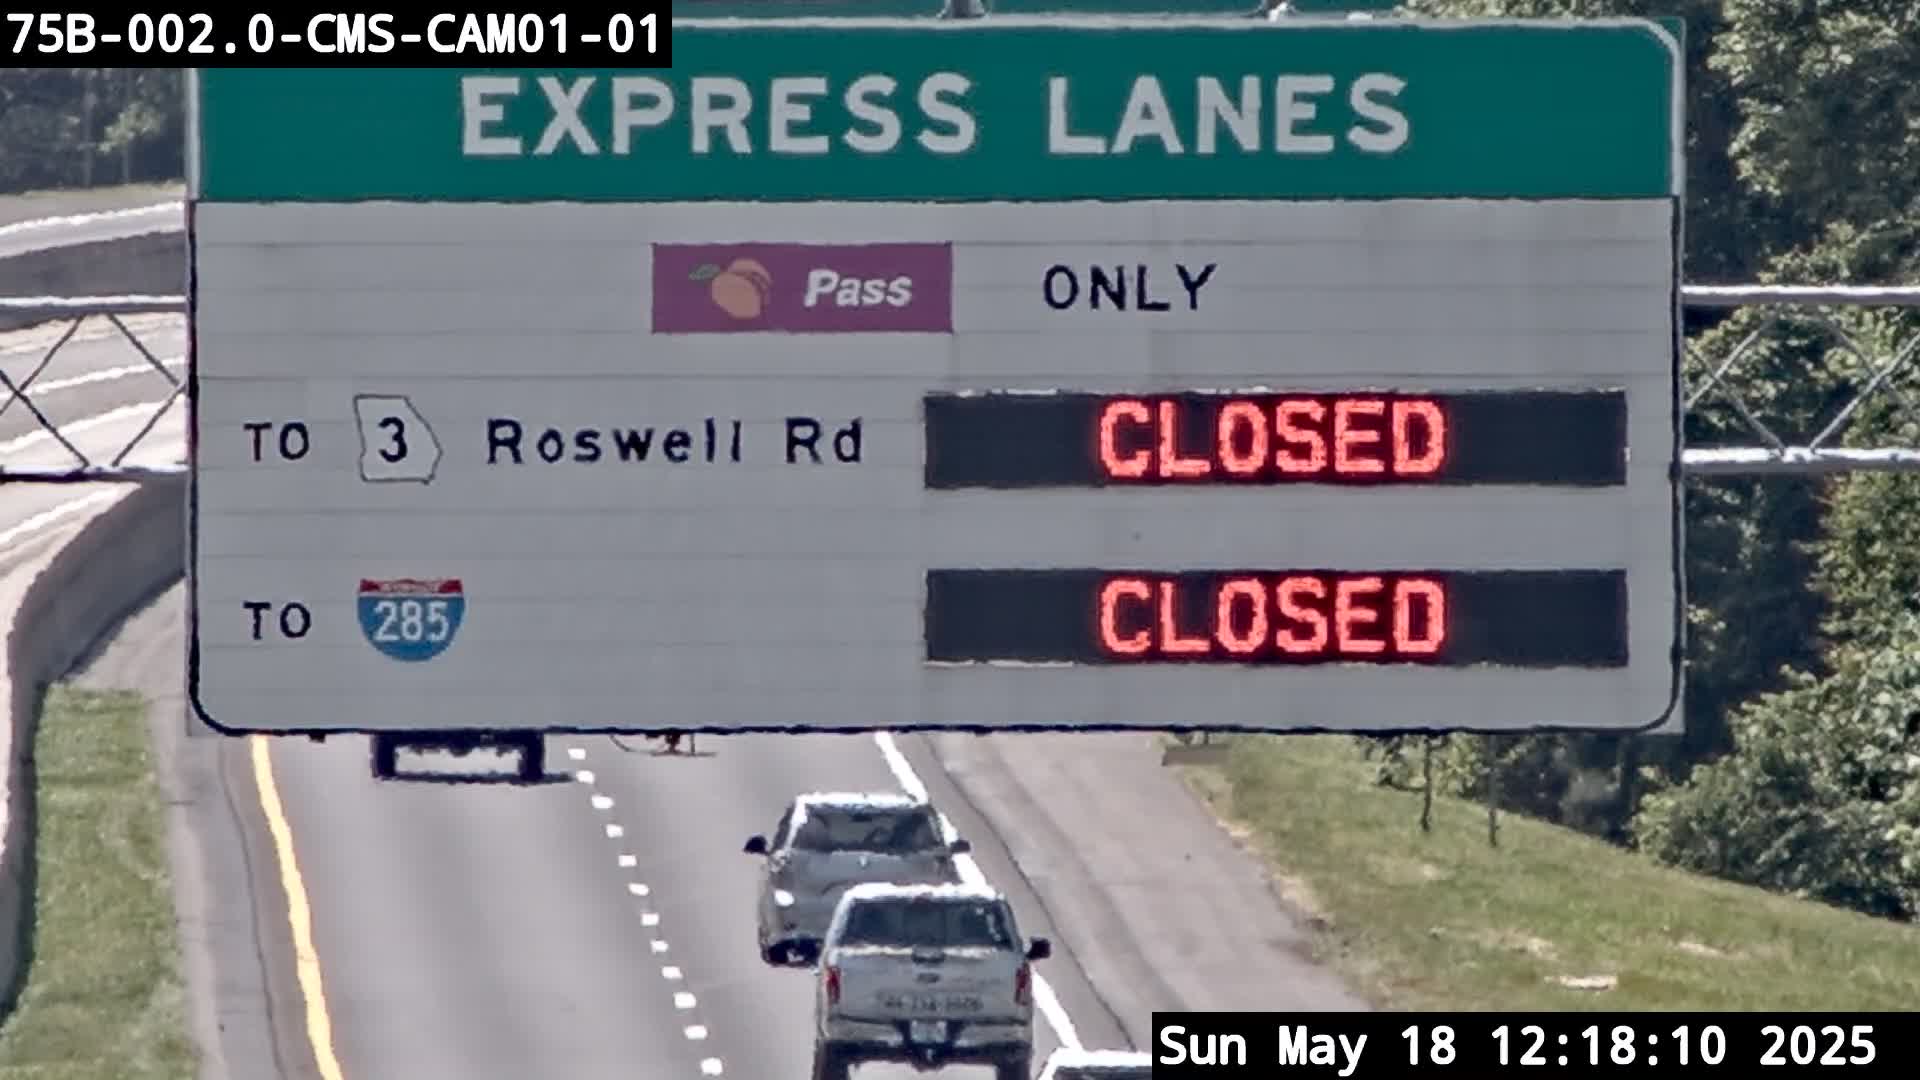 75B-002.0-CMS-CAM01-01
EXPRESS LANES
Pass ONLY
TO 3 Roswell Rd CLOSED
TO 285 CLOSED
Sun May 18 12:18:10 2025